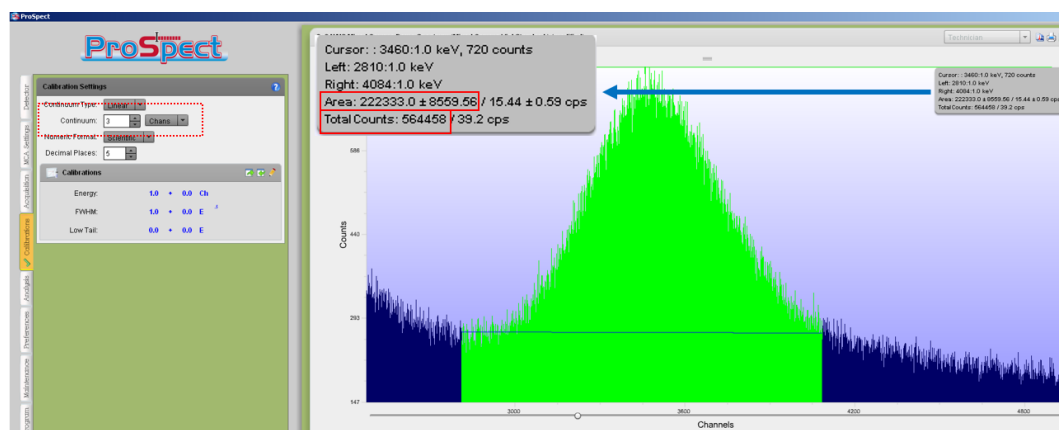 ProSpect
ProSpect
Calibration Settings
Continuum Type: Linear
Continuum: 3 Chans
Numeric Format: Scientific
Decimal Places: 5
Calibrations
Energy: 1.0 + 0.0 Ch
FWHM: 1.0 + 0.0 E
Low Tail: 0.0 + 0.0 E
Detector
MCA Settings
Acquisition
Calibrations
Analysis
Preferences
Maintenance
Program
Cursor: : 3460:1.0 keV, 720 counts
Left: 2810:1.0 keV
Right: 4084:1.0 keV
Area: 222333.0 ± 8559.56 / 15.44 ± 0.59 cps
Total Counts: 564458 / 39.2 cps
Technician
Cursor: : 3460:1.0 keV, 720 counts
Left: 2810:1.0 keV
Right: 4084:1.0 keV
Area: 222333.0 ± 8559.56 / 15.44 ± 0.59 cps
Total Counts: 564458 / 39.2 cps
Counts
586
440
293
147
3000
3600
4200
4800
Channels